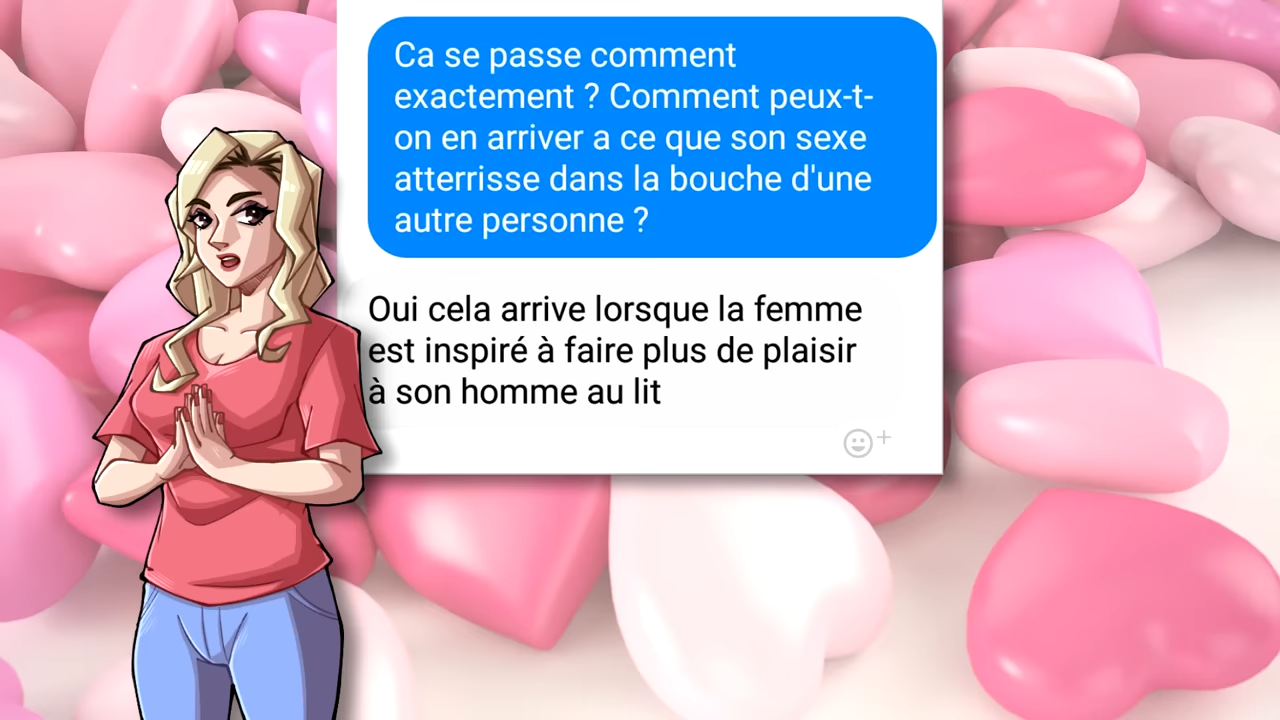 Ca se passe comment
exactement ? Comment peux-t-
on en arriver a ce que son sexe
atterrisse dans la bouche d'une
autre personne ?
Oui cela arrive lorsque la femme
est inspiré à faire plus de plaisir
à son homme au lit